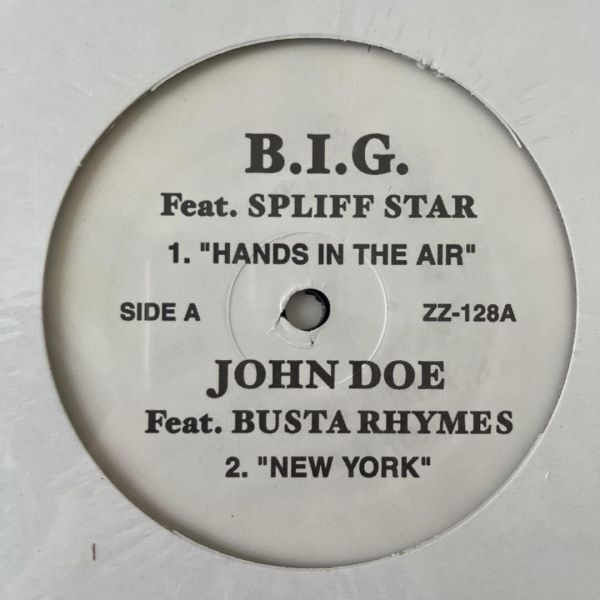 B.I.G.
Feat. SPLIFF STAR
1. "HANDS IN THE AIR"
SIDE A ZZ-128A
JOHN DOE
Feat. BUSTA RHYMES
2. "NEW YORK"